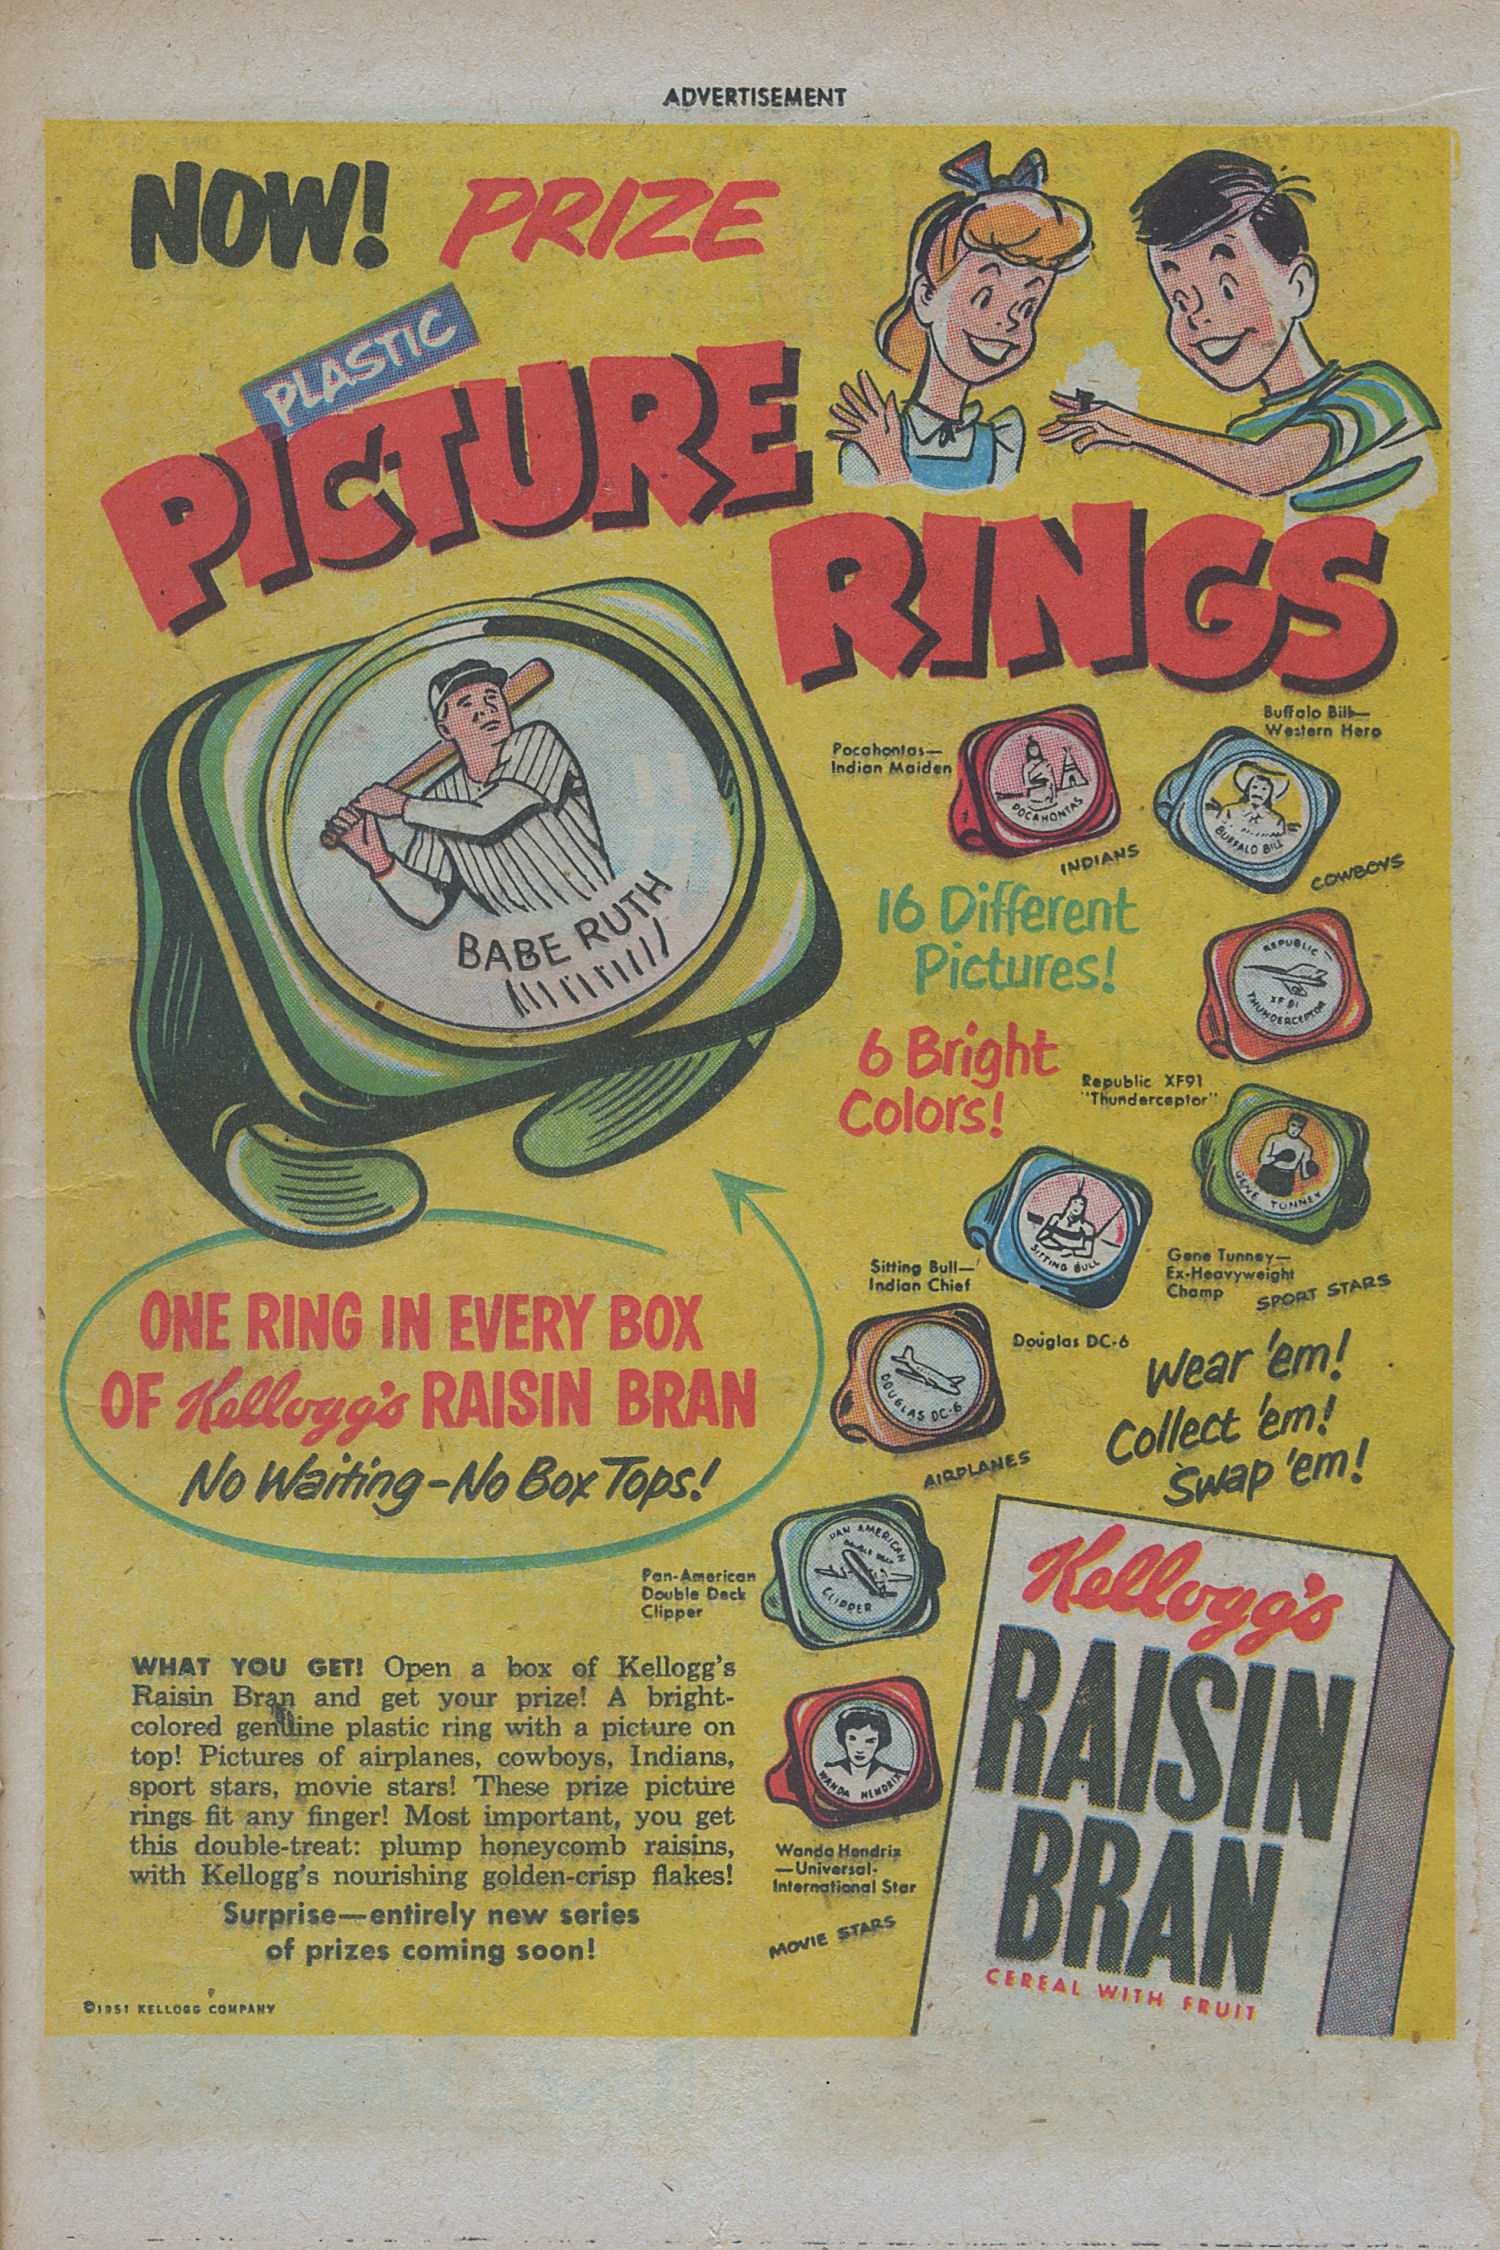 ADVERTISEMENT
NOW! PRIZE
PLASTIC
PICTURE
RINGS
BABE RUTH
Pocahontas—
Indian Maiden
POCAHONTAS
INDIANS
Buffalo Bill—
Western Hero
BUFFALO BILL
COWBOYS
16 Different
Pictures!
6 Bright
Colors!
REPUBLIC
XF 91
THUNDERCEPTOR
Republic XF91
"Thunderceptor"
GENE TUNNEY
Gene Tunney—
Ex-Heavyweight
Champ
SPORT STARS
SITTING BULL
Sitting Bull—
Indian Chief
Douglas DC-6
DOUGLAS DC-6
AIRPLANES
Wear 'em!
Collect 'em!
Swap 'em!
ONE RING IN EVERY BOX
OF Kellogg's RAISIN BRAN
No Waiting-No Box Tops!
PAN AMERICAN
DOUBLE DECK
CLIPPER
Pan-American
Double Deck
Clipper
WHAT YOU GET! Open a box of Kellogg's
Raisin Bran and get your prize! A bright-
colored genuine plastic ring with a picture on
top! Pictures of airplanes, cowboys, Indians,
sport stars, movie stars! These prize picture
rings fit any finger! Most important, you get
this double-treat: plump honeycomb raisins,
with Kellogg's nourishing golden-crisp flakes!
Surprise—entirely new series
of prizes coming soon!
WANDA HENDRIX
Wanda Hendrix
—Universal-
International Star
MOVIE STARS
Kellogg's
RAISIN
BRAN
CEREAL WITH FRUIT
©1951 KELLOGG COMPANY